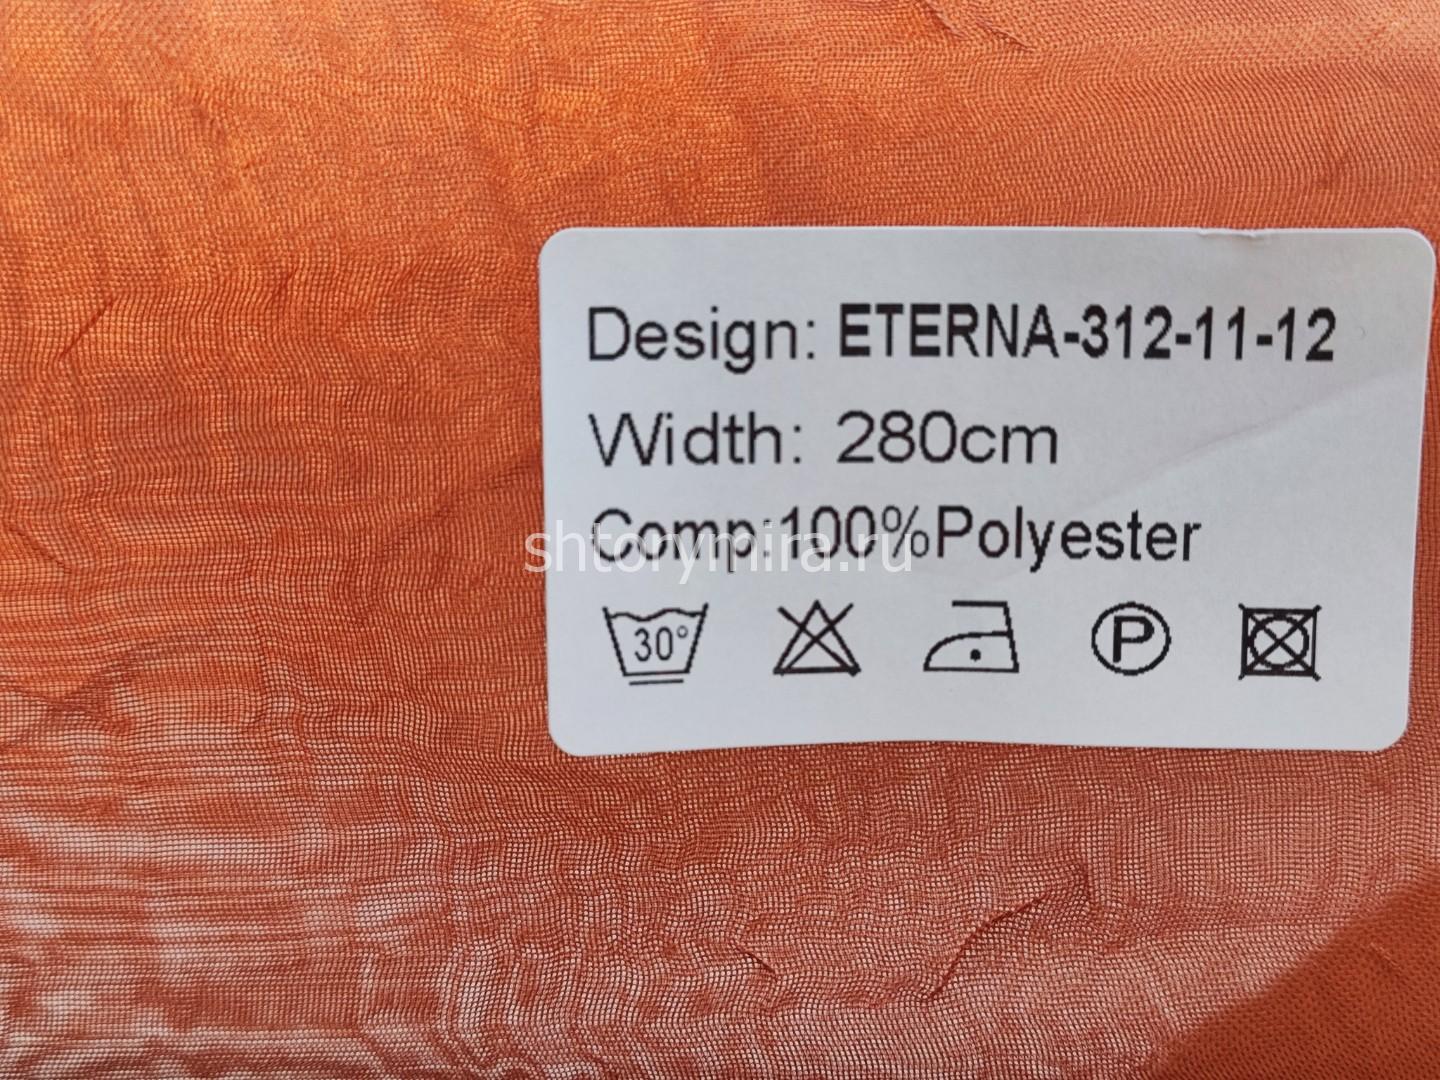 Design: ETERNA-312-11-12
Width: 280cm
Comp:100%Polyester
shtorymira.ru
30°
P